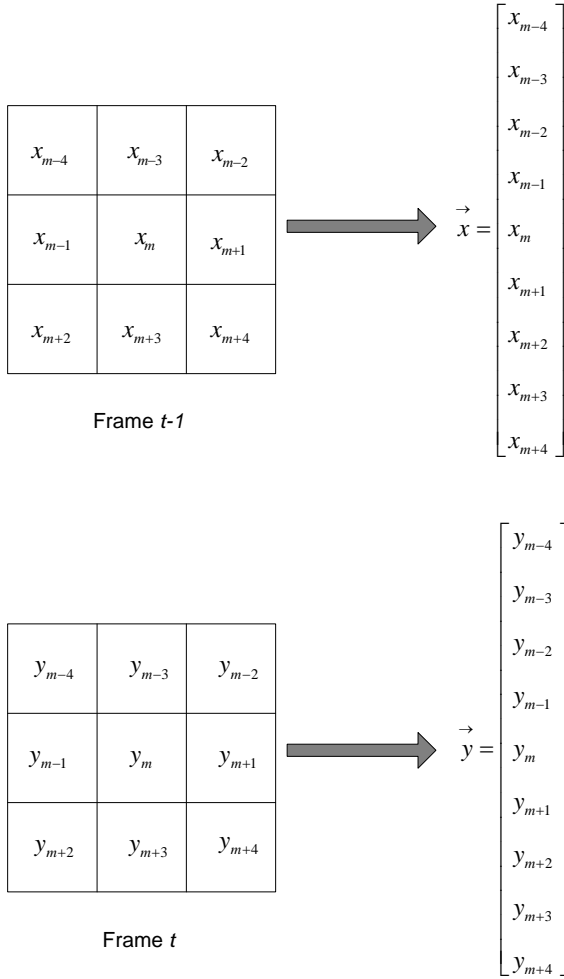 x_{m-4} x_{m-3} x_{m-2}
x_{m-1} x_m x_{m+1}
x_{m+2} x_{m+3} x_{m+4}
Frame t-1
\vec{x} =
x_{m-4}
x_{m-3}
x_{m-2}
x_{m-1}
x_m
x_{m+1}
x_{m+2}
x_{m+3}
x_{m+4}
y_{m-4} y_{m-3} y_{m-2}
y_{m-1} y_m y_{m+1}
y_{m+2} y_{m+3} y_{m+4}
Frame t
\vec{y} =
y_{m-4}
y_{m-3}
y_{m-2}
y_{m-1}
y_m
y_{m+1}
y_{m+2}
y_{m+3}
y_{m+4}